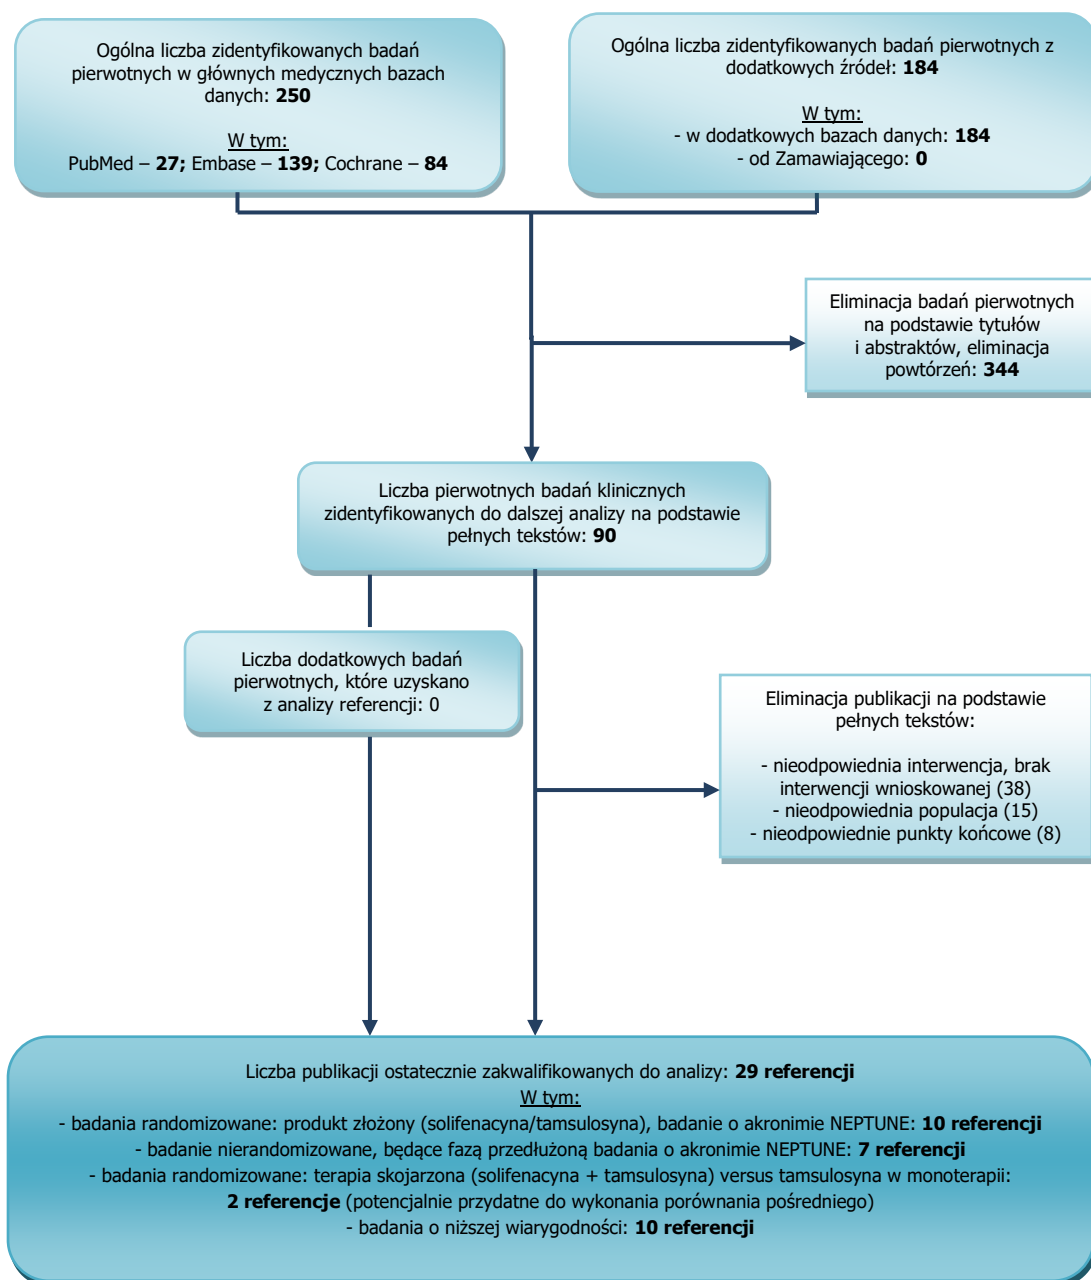 Ogólna liczba zidentyfikowanych badań
pierwotnych w głównych medycznych bazach
danych: 250
W tym:
PubMed – 27; Embase – 139; Cochrane – 84
Ogólna liczba zidentyfikowanych badań pierwotnych z
dodatkowych źródeł: 184
W tym:
- w dodatkowych bazach danych: 184
- od Zamawiającego: 0
Eliminacja badań pierwotnych
na podstawie tytułów
i abstraktów, eliminacja
powtórzeń: 344
Liczba pierwotnych badań klinicznych
zidentyfikowanych do dalszej analizy na podstawie
pełnych tekstów: 90
Liczba dodatkowych badań
pierwotnych, które uzyskano
z analizy referencji: 0
Eliminacja publikacji na podstawie
pełnych tekstów:
- nieodpowiednia interwencja, brak
interwencji wnioskowanej (38)
- nieodpowiednia populacja (15)
- nieodpowiednie punkty końcowe (8)
Liczba publikacji ostatecznie zakwalifikowanych do analizy: 29 referencji
W tym:
- badania randomizowane: produkt złożony (solifenacyna/tamsulosyna), badanie o akronimie NEPTUNE: 10 referencji
- badanie nierandomizowane, będące fazą przedłużoną badania o akronimie NEPTUNE: 7 referencji
- badania randomizowane: terapia skojarzona (solifenacyna + tamsulosyna) versus tamsulosyna w monoterapii:
2 referencje (potencjalnie przydatne do wykonania porównania pośredniego)
- badania o niższej wiarygodności: 10 referencji